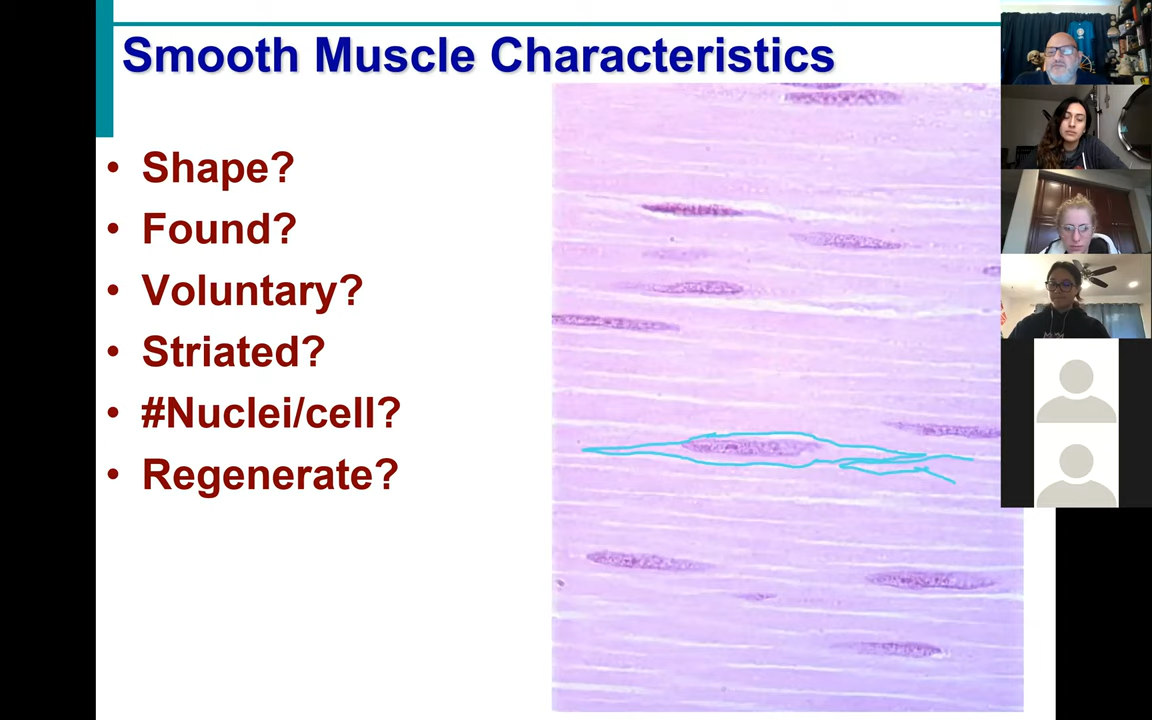 Smooth Muscle Characteristics
• Shape?
• Found?
• Voluntary?
• Striated?
• #Nuclei/cell?
• Regenerate?